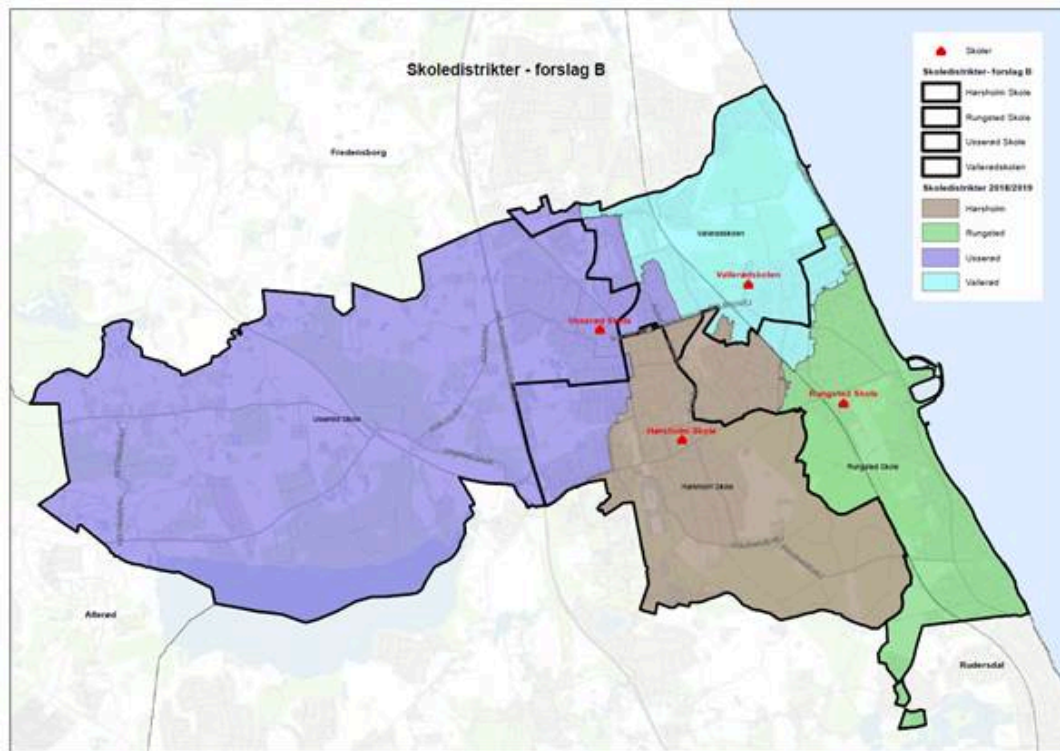 Skoledistrikter - forslag B
Skoler
Skoledistrikter- forslag B
Hørsholm Skole
Rungsted Skole
Usserød Skole
Vallerødskolen
Skoledistrikter 2018/2019
Hørsholm
Rungsted
Usserød
Vallerød
Fredensborg
Vallerødskolen
Vallerødskolen
Usserød Skole
Rungsted Skole
Usserød Skole
Hørsholm Skole
Rungsted Skole
Hørsholm Skole
Allerød
Rudersdal